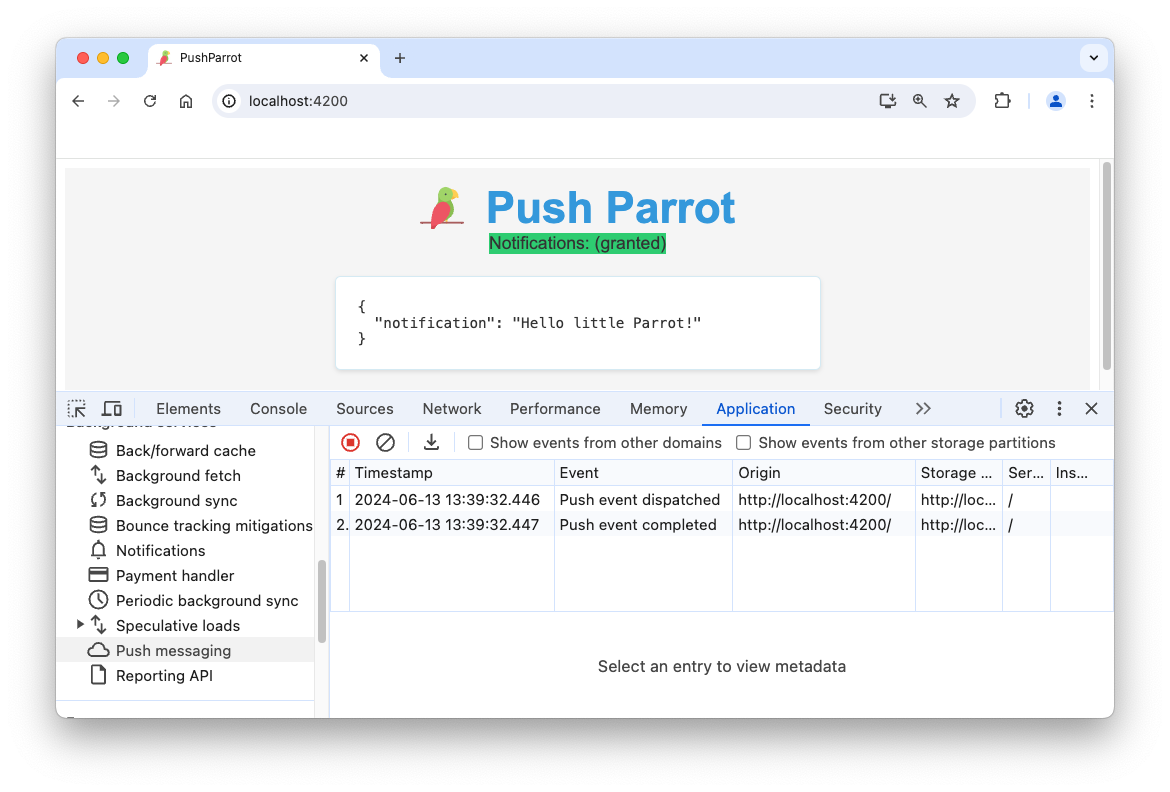 PushParrot
localhost:4200
Push Parrot
Notifications: (granted)
{
"notification": "Hello little Parrot!"
}
Elements Console Sources Network Performance Memory Application Security
Background services
Back/forward cache
Background fetch
Background sync
Bounce tracking mitigations
Notifications
Payment handler
Periodic background sync
Speculative loads
Push messaging
Reporting API
Show events from other domains Show events from other storage partitions
# Timestamp Event Origin Storage ... Ser... Ins...
1 2024-06-13 13:39:32.446 Push event dispatched http://localhost:4200/ http://loc... /
2. 2024-06-13 13:39:32.447 Push event completed http://localhost:4200/ http://loc... /
Select an entry to view metadata